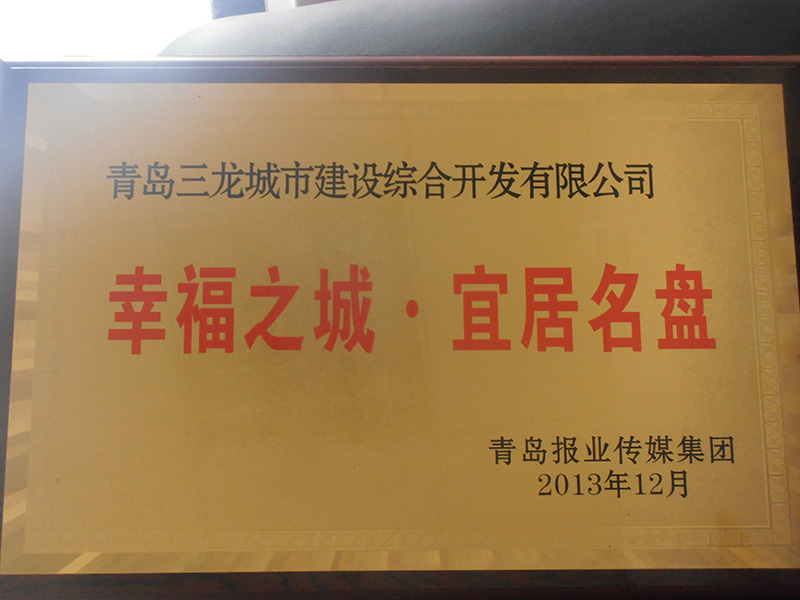 青岛三龙城市建设综合开发有限公司
幸福之城·宜居名盘
青岛报业传媒集团
2013年12月